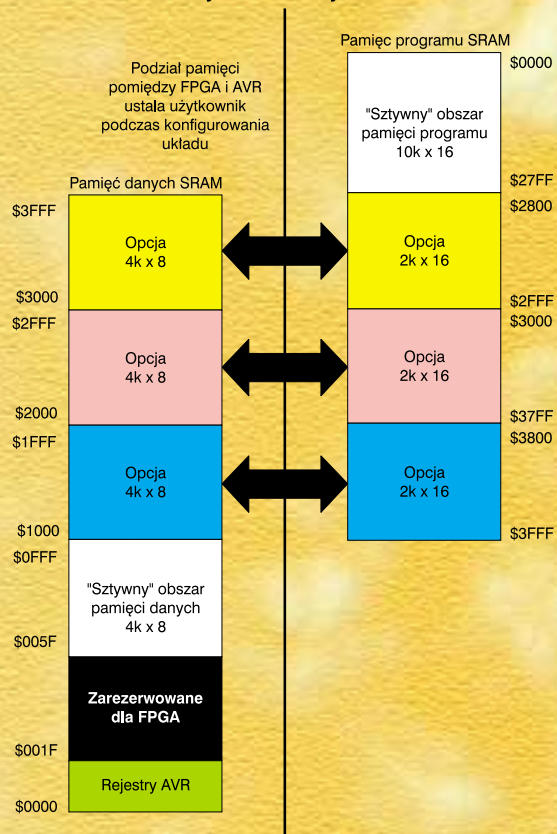 Podział pamięci
pomiędzy FPGA i AVR
ustala użytkownik
podczas konfigurowania
układu
Pamięć danych SRAM
$3FFF
Opcja
4k x 8
$3000
$2FFF
Opcja
4k x 8
$2000
$1FFF
Opcja
4k x 8
$1000
$0FFF
"Sztywny" obszar
pamięci danych
4k x 8
$005F
Zarezerwowane
dla FPGA
$001F
Rejestry AVR
$0000
Pamięc programu SRAM
$0000
"Sztywny" obszar
pamięci programu
10k x 16
$27FF
$2800
Opcja
2k x 16
$2FFF
$3000
Opcja
2k x 16
$37FF
$3800
Opcja
2k x 16
$3FFF